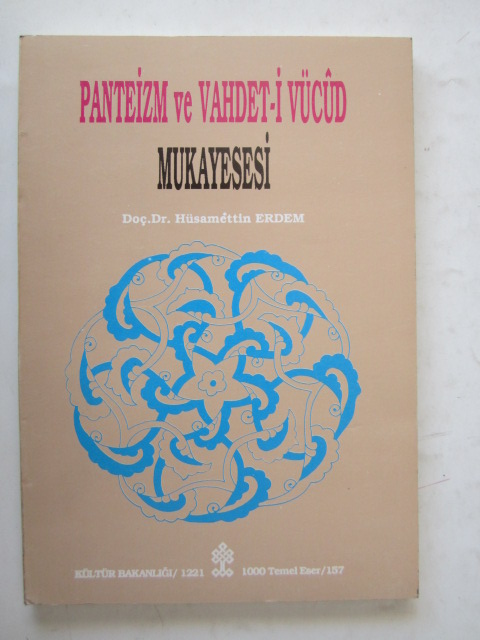 PANTEİZM ve VAHDET-İ VÜCÛD
MUKAYESESİ
Doç.Dr. Hüsamettin ERDEM
KÜLTÜR BAKANLIĞI/1221 1000 Temel Eser/157